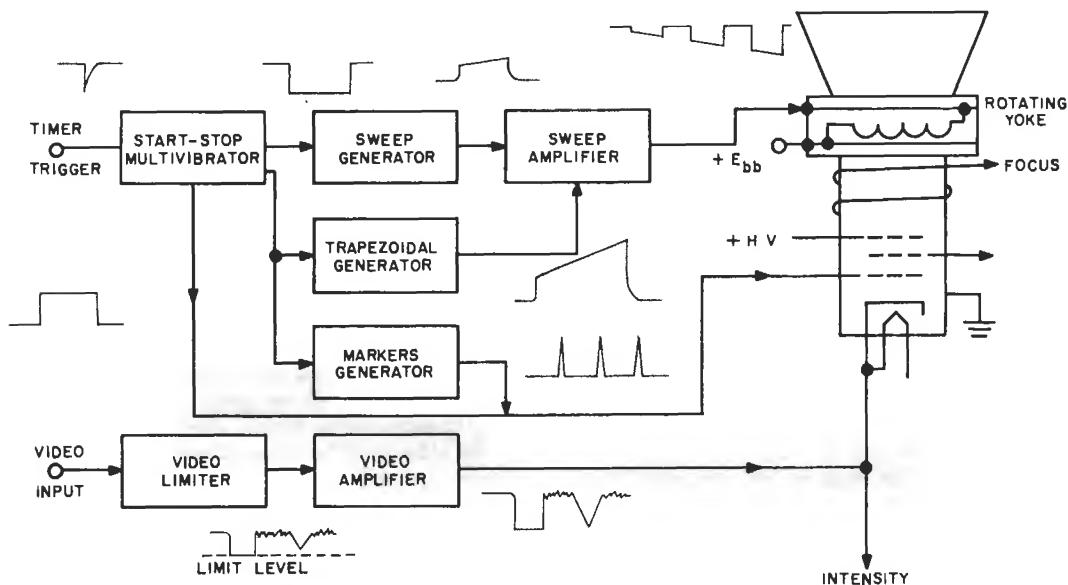 TIMER
TRIGGER
START-STOP
MULTIVIBRATOR
SWEEP
GENERATOR
SWEEP
AMPLIFIER
+ Ebb
ROTATING
YOKE
FOCUS
TRAPEZOIDAL
GENERATOR
+ H V
MARKERS
GENERATOR
VIDEO
INPUT
VIDEO
LIMITER
VIDEO
AMPLIFIER
LIMIT LEVEL
INTENSITY